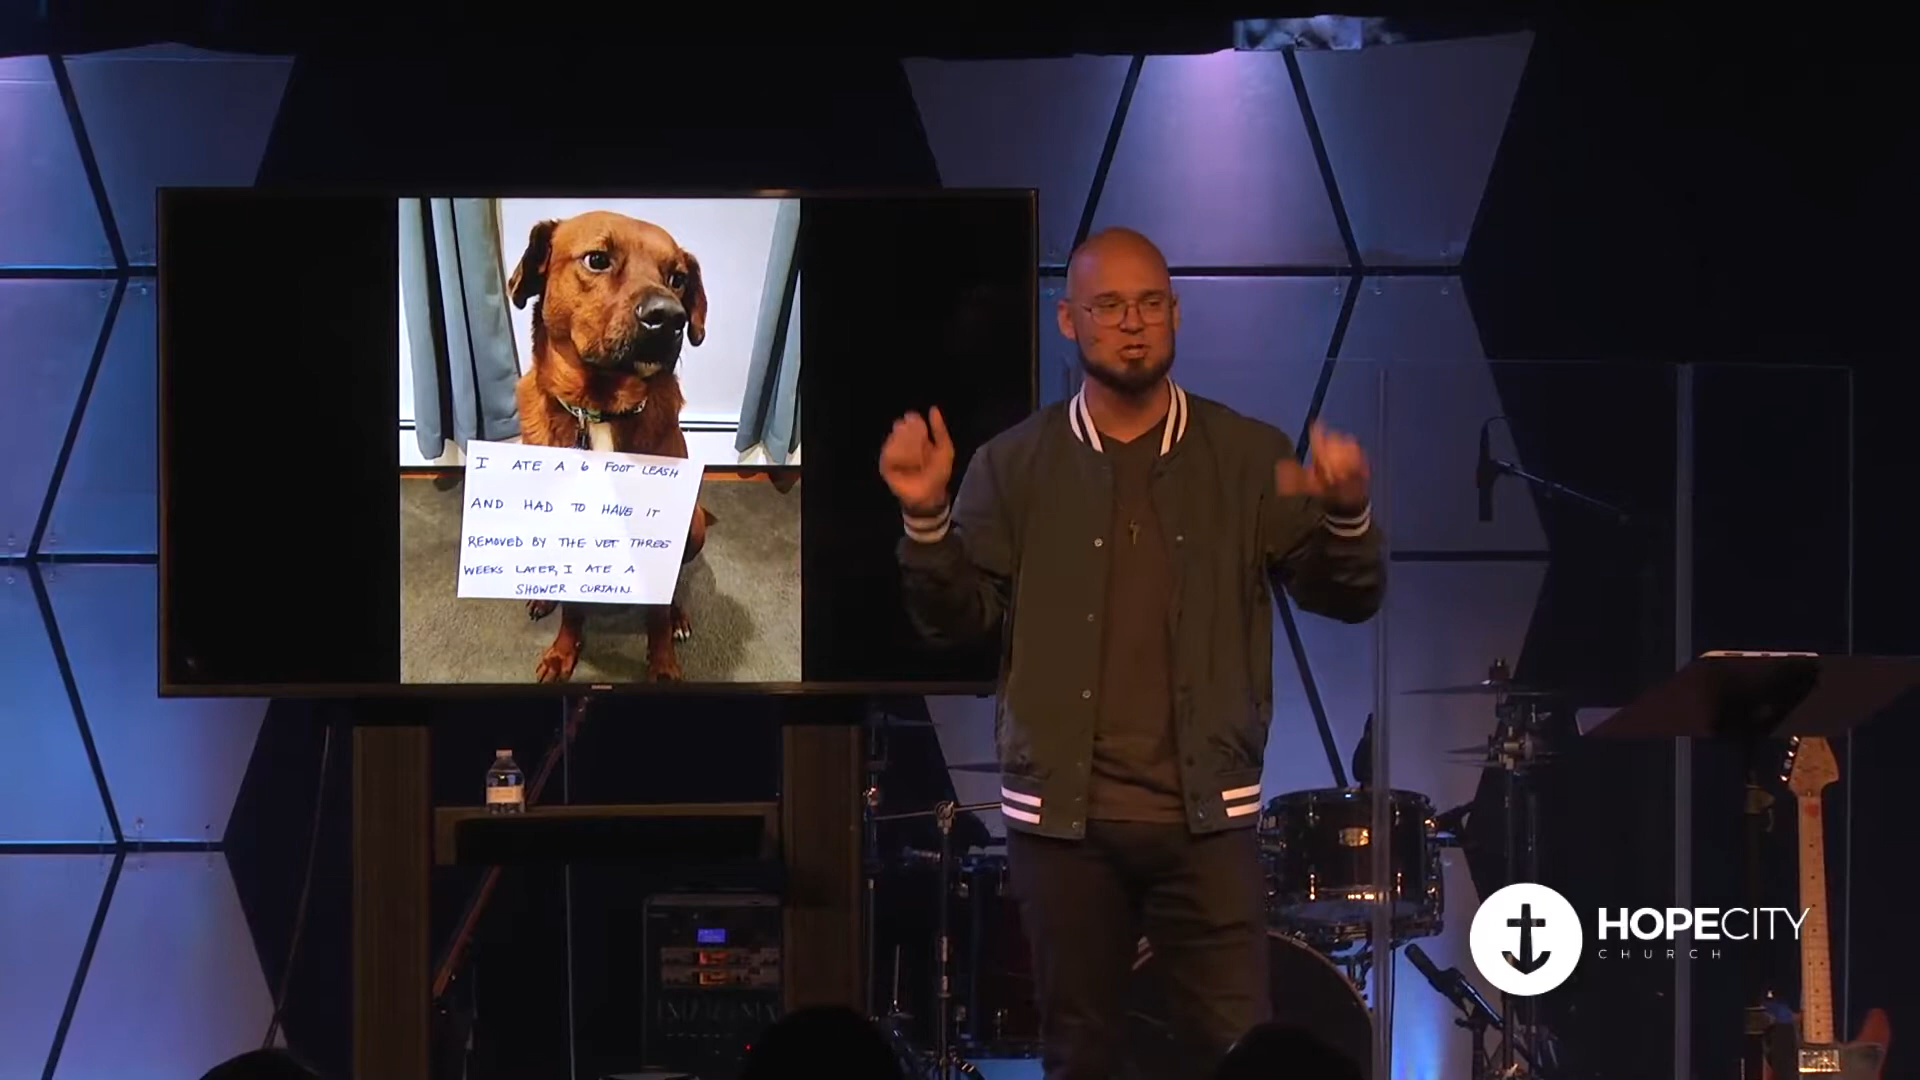 I ATE A 6 FOOT LEASH
AND HAD TO HAVE IT
REMOVED BY THE VET. THREE
WEEKS LATER, I ATE A
SHOWER CURTAIN.
HOPECITY
CHURCH